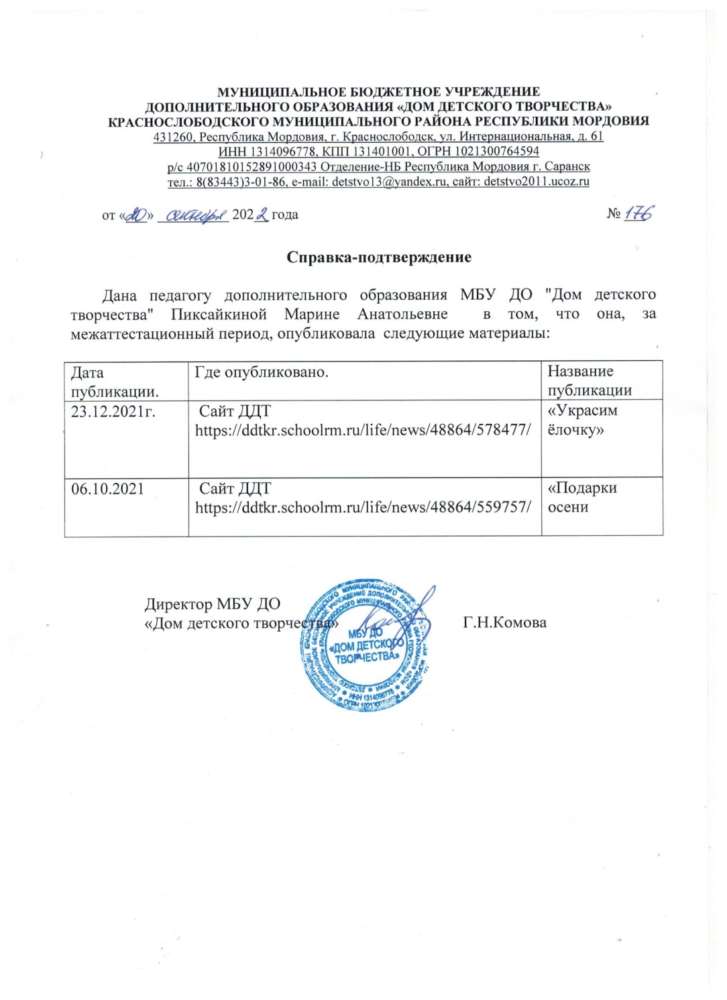 МУНИЦИПАЛЬНОЕ БЮДЖЕТНОЕ УЧРЕЖДЕНИЕ
ДОПОЛНИТЕЛЬНОГО ОБРАЗОВАНИЯ «ДОМ ДЕТСКОГО ТВОРЧЕСТВА»
КРАСНОСЛОБОДСКОГО МУНИЦИПАЛЬНОГО РАЙОНА РЕСПУБЛИКИ МОРДОВИЯ
431260, Республика Мордовия, г. Краснослободск, ул. Интернациональная, д. 61
ИНН 1314096778, КПП 131401001, ОГРН 1021300764594
р/с 40701810152891000343 Отделение-НБ Республика Мордовия г. Саранск
тел.: 8(83443)3-01-86, e-mail: detstvo13@yandex.ru, сайт: detstvo2011.ucoz.ru
от «20» сентября 2022 года № 176
Справка-подтверждение
Дана педагогу дополнительного образования МБУ ДО "Дом детского
творчества" Пиксайкиной Марине Анатольевне в том, что она, за
межаттестационный период, опубликовала следующие материалы:
Дата Где опубликовано. Название
публикации. публикации
23.12.2021г. Сайт ДДТ «Украсим
https://ddtkr.schoolrm.ru/life/news/48864/578477/ ёлочку»
06.10.2021 Сайт ДДТ «Подарки
https://ddtkr.schoolrm.ru/life/news/48864/559757/ осени
Директор МБУ ДО
«Дом детского творчества» Г.Н.Комова
МБУ ДО
«ДОМ ДЕТСКОГО
ТВОРЧЕСТВА»